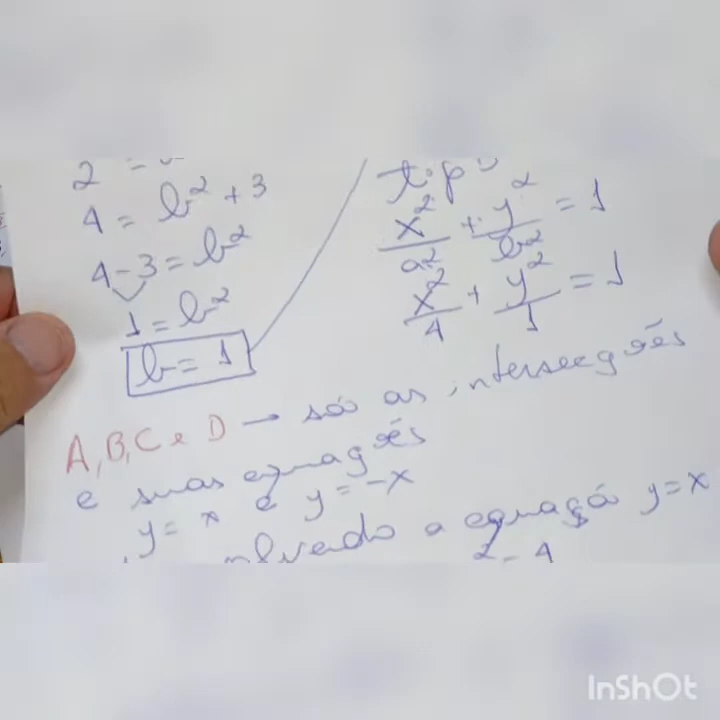 4 = b² + 3
4 - 3 = b²
1 = b²
b = 1
x²/a² + y²/b² = 1
x²/4 + y²/1 = 1
A, B, C e D → são as intersecções
e suas equações
y = x e y = -x
a equação y = x
InShOt